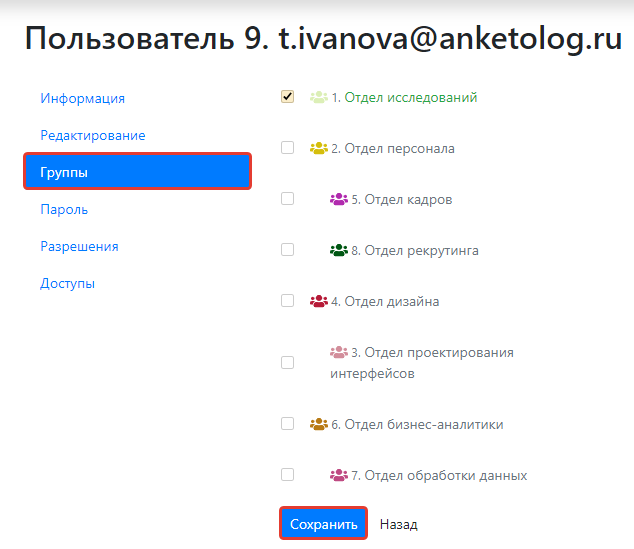 Пользователь 9. t.ivanova@anketolog.ru
Информация
Редактирование
Группы
Пароль
Разрешения
Доступы
1. Отдел исследований
2. Отдел персонала
5. Отдел кадров
8. Отдел рекрутинга
4. Отдел дизайна
3. Отдел проектирования
интерфейсов
6. Отдел бизнес-аналитики
7. Отдел обработки данных
Сохранить
Назад